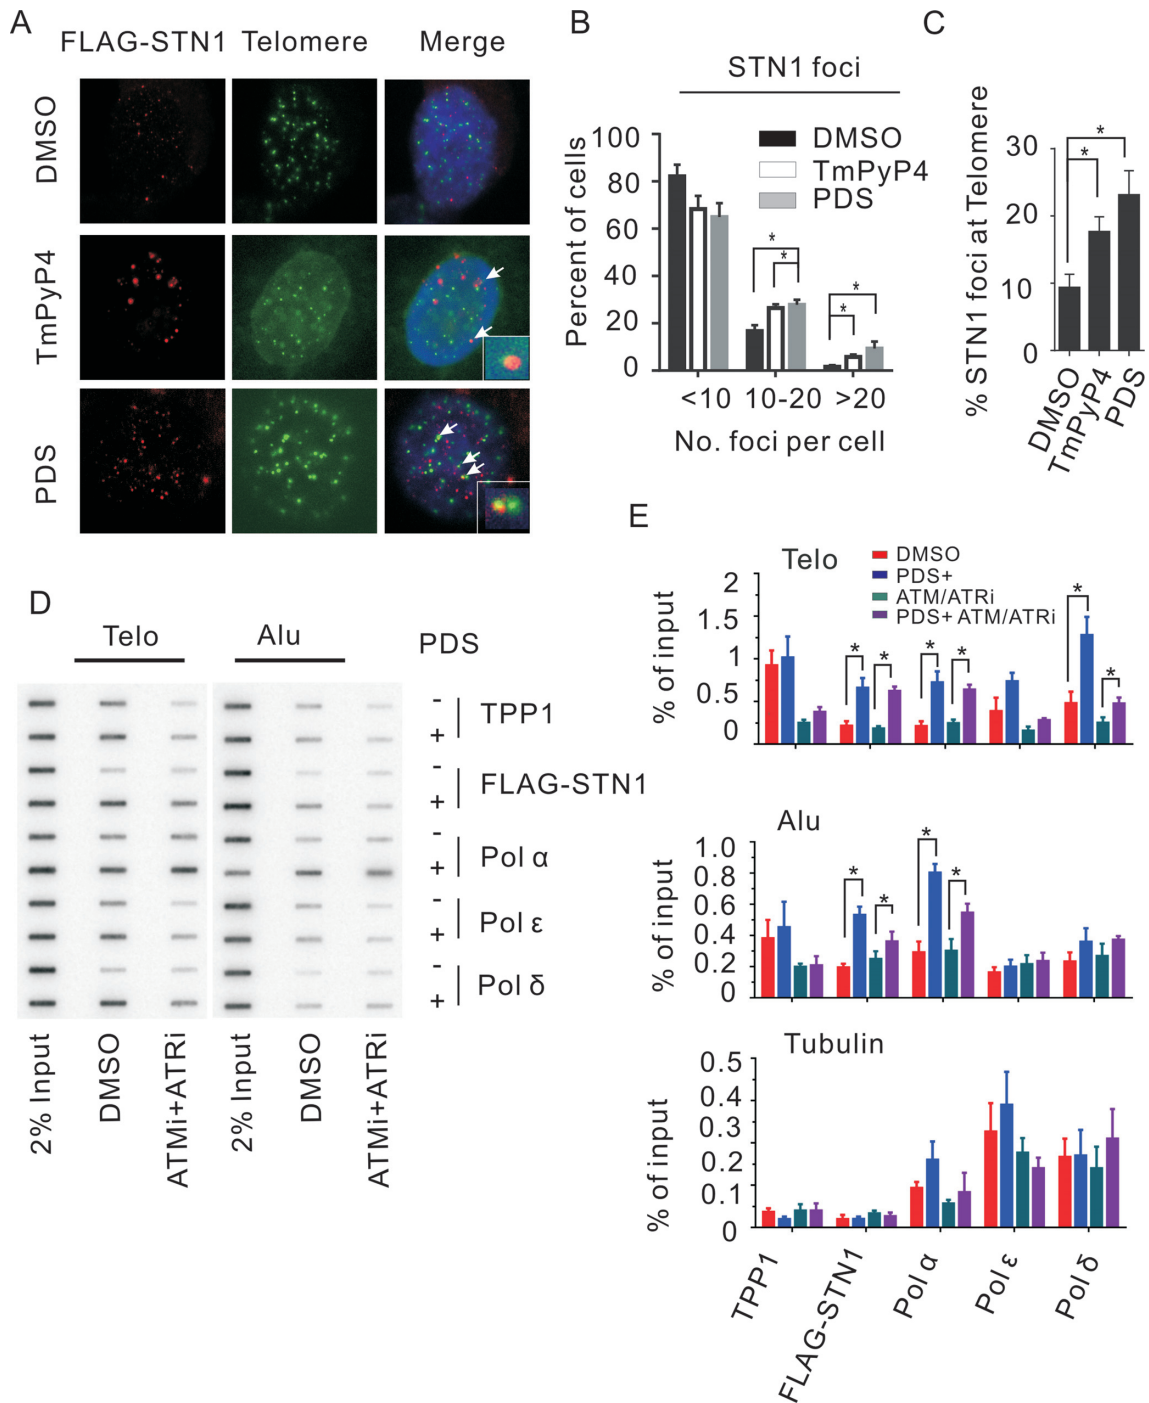 A
FLAG-STN1 Telomere Merge
DMSO
TmPyP4
PDS
B
STN1 foci
Percent of cells
100
80
60
40
20
0
DMSO
TmPyP4
PDS
* * * *
<10 10-20 >20
No. foci per cell
C
% STN1 foci at Telomere
30
20
10
0
* *
DMSO
TmPyP4
PDS
D
Telo Alu PDS
- TPP1
+
- FLAG-STN1
+
- Pol α
+
- Pol ε
+
- Pol δ
+
2% Input DMSO ATMi+ATRi 2% Input DMSO ATMi+ATRi
E
Telo
DMSO
PDS+
ATM/ATRi
PDS+ ATM/ATRi
% of input
2
1.5
1
0.5
0
* * * * * *
Alu
% of input
1.0
0.8
0.6
0.4
0.2
0
* * * *
Tubulin
% of input
0.5
0.4
0.3
0.2
0.1
0
TPP1
FLAG-STN1
Pol α
Pol ε
Pol δ